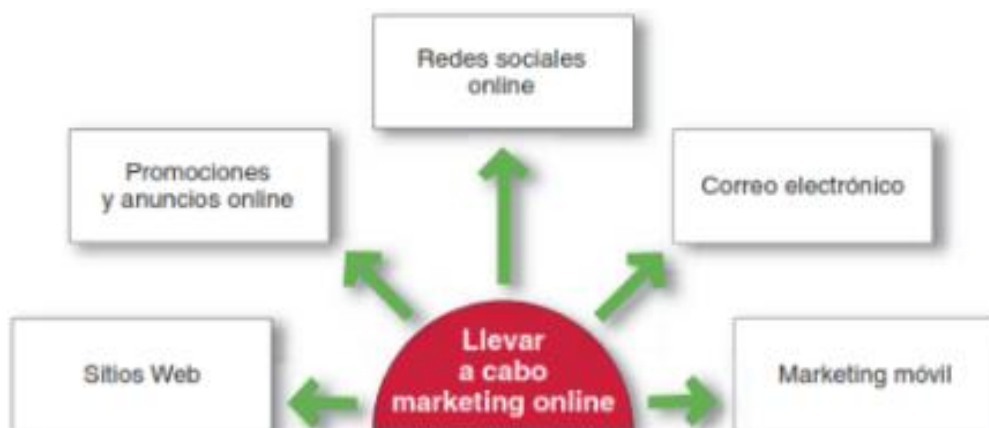 Redes sociales
online
Promociones
y anuncios online
Correo electrónico
Sitios Web
Llevar
a cabo
marketing online
Marketing móvil